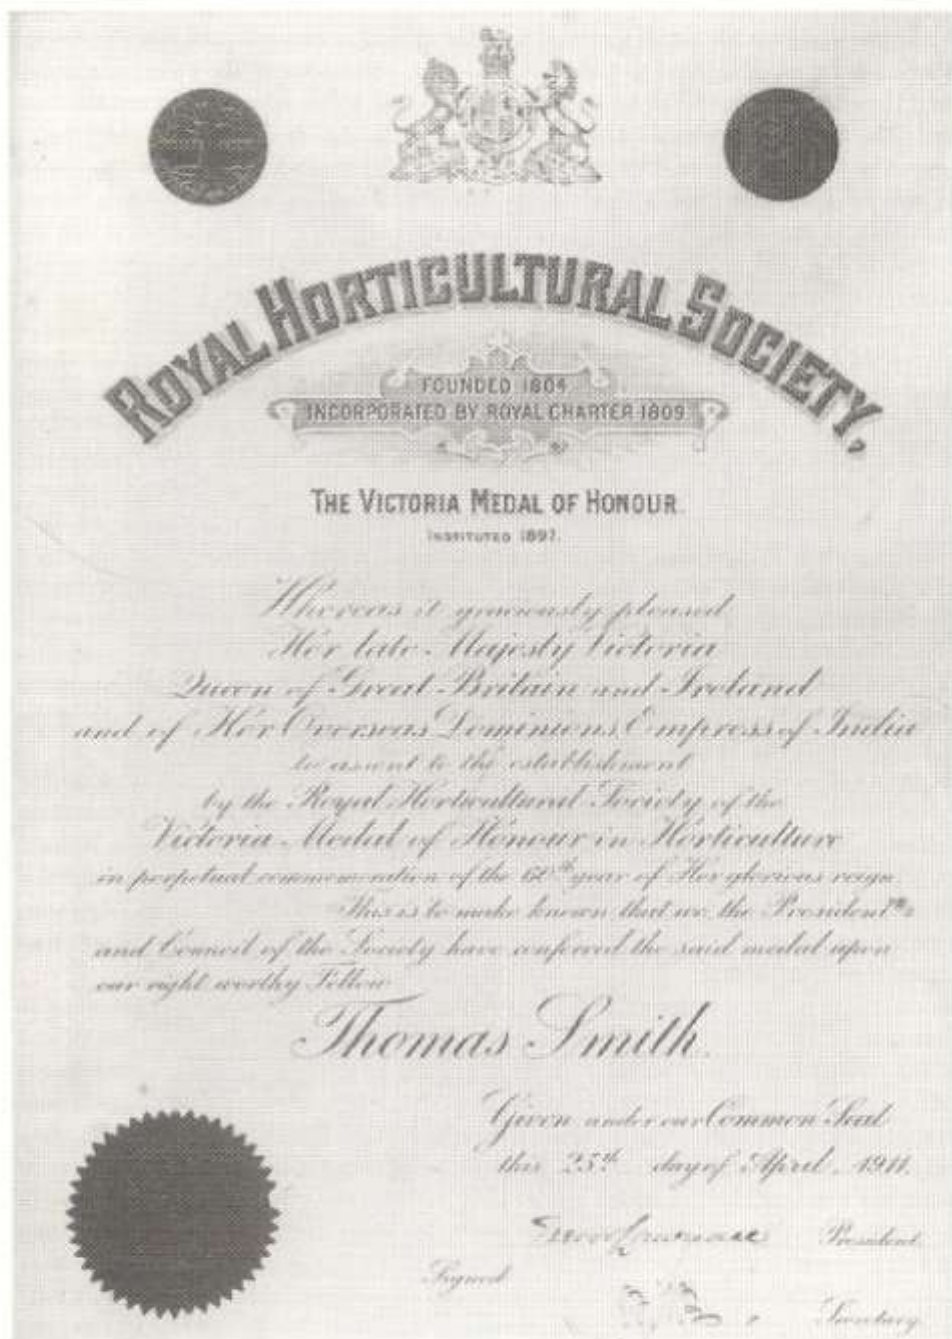 ROYAL HORTICULTURAL SOCIETY,
FOUNDED 1804
INCORPORATED BY ROYAL CHARTER 1809
THE VICTORIA MEDAL OF HONOUR.
INSTITUTED 1897.
Whereas it graciously pleased
Her late Majesty Victoria
Queen of Great Britain and Ireland
and of Her Overseas Dominions, Empress of India
to assent to the establishment
by the Royal Horticultural Society of the
Victoria Medal of Honour in Horticulture
in perpetual commemoration of the 60th year of Her glorious reign.
This is to make known that we, the President
and Council of the Society have conferred the said medal upon
our right worthy Fellow
Thomas Smith.
Given under our Common Seal
this 25th day of April, 1911.
President
Signed
Secretary